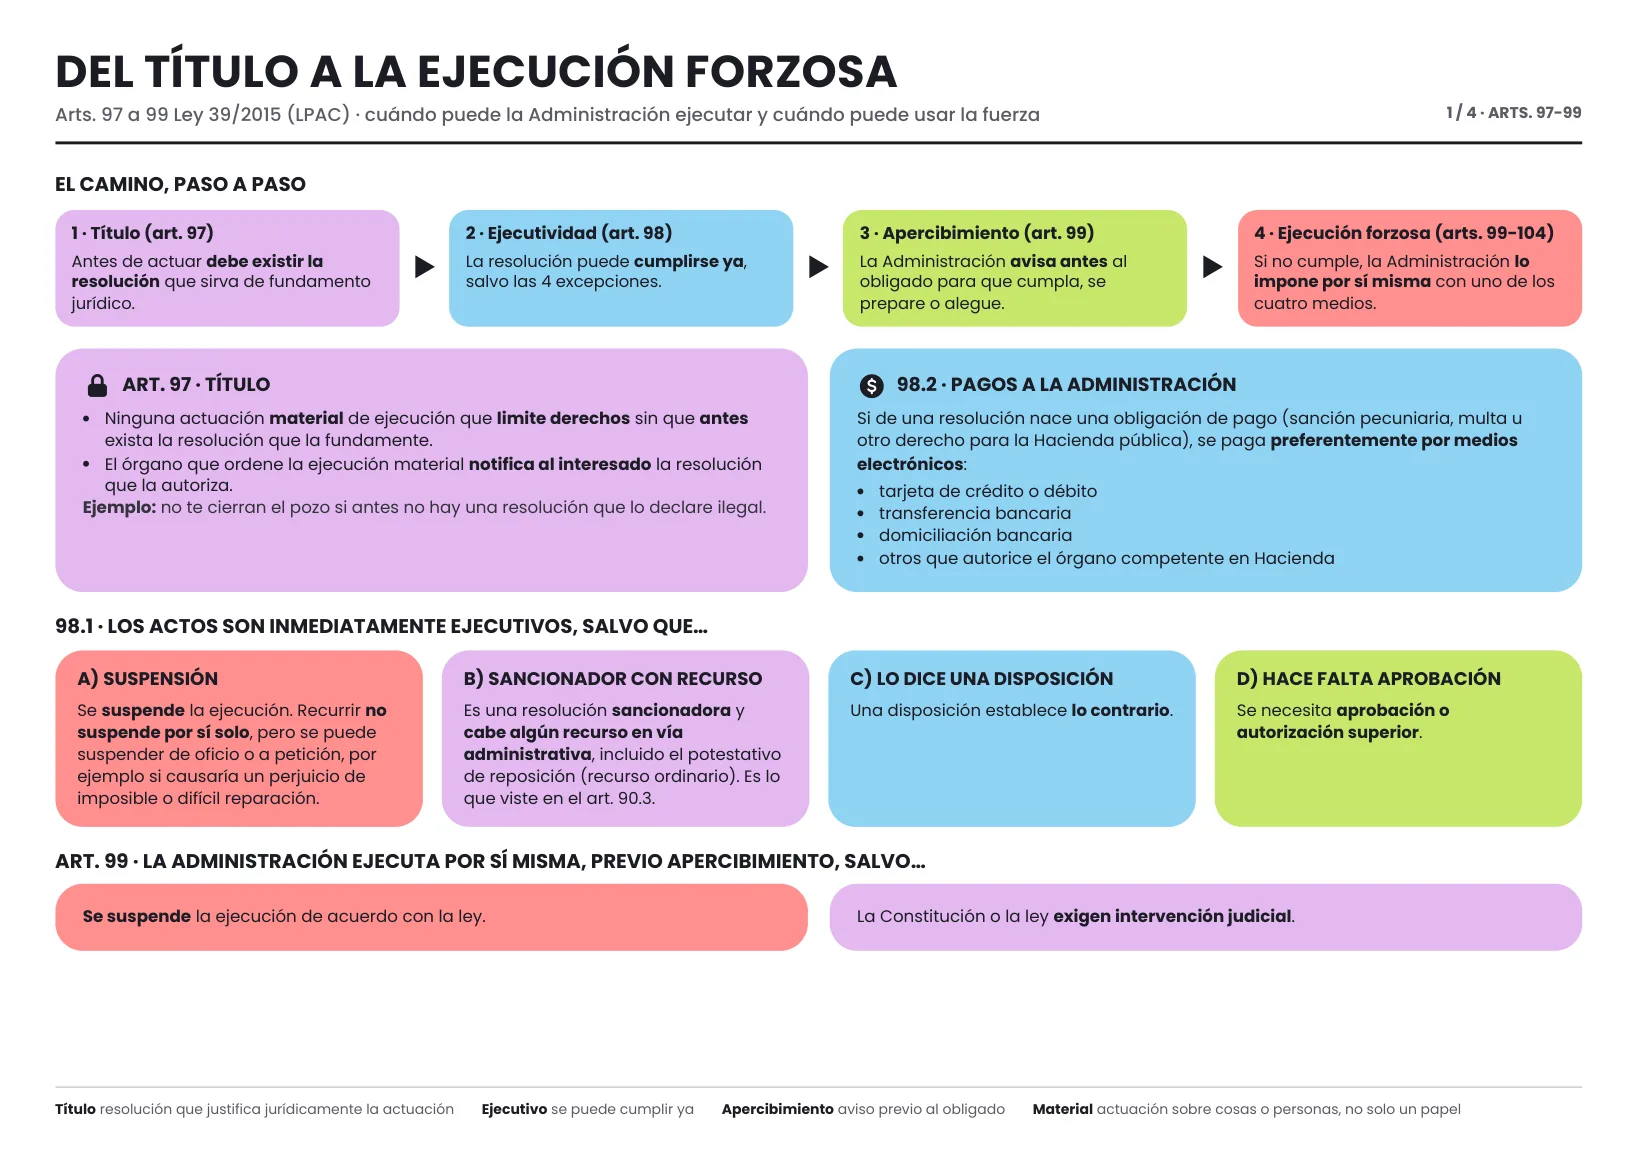 DEL TÍTULO A LA EJECUCIÓN FORZOSA
Arts. 97 a 99 Ley 39/2015 (LPAC) · cuándo puede la Administración ejecutar y cuándo puede usar la fuerza
1 / 4 · ARTS. 97-99
EL CAMINO, PASO A PASO
1 · Título (art. 97)
Antes de actuar debe existir la
resolución que sirva de fundamento
jurídico.
2 · Ejecutividad (art. 98)
La resolución puede cumplirse ya,
salvo las 4 excepciones.
3 · Apercibimiento (art. 99)
La Administración avisa antes al
obligado para que cumpla, se
prepare o alegue.
4 · Ejecución forzosa (arts. 99-104)
Si no cumple, la Administración lo
impone por sí misma con uno de los
cuatro medios.
ART. 97 · TÍTULO
• Ninguna actuación material de ejecución que limite derechos sin que antes
exista la resolución que la fundamente.
• El órgano que ordene la ejecución material notifica al interesado la resolución
que la autoriza.
Ejemplo: no te cierran el pozo si antes no hay una resolución que lo declare ilegal.
98.2 · PAGOS A LA ADMINISTRACIÓN
Si de una resolución nace una obligación de pago (sanción pecuniaria, multa u
otro derecho para la Hacienda pública), se paga preferentemente por medios
electrónicos:
• tarjeta de crédito o débito
• transferencia bancaria
• domiciliación bancaria
• otros que autorice el órgano competente en Hacienda
98.1 · LOS ACTOS SON INMEDIATAMENTE EJECUTIVOS, SALVO QUE…
A) SUSPENSIÓN
Se suspende la ejecución. Recurrir no
suspende por sí solo, pero se puede
suspender de oficio o a petición, por
ejemplo si causaría un perjuicio de
imposible o difícil reparación.
B) SANCIONADOR CON RECURSO
Es una resolución sancionadora y
cabe algún recurso en vía
administrativa, incluido el potestativo
de reposición (recurso ordinario). Es lo
que viste en el art. 90.3.
C) LO DICE UNA DISPOSICIÓN
Una disposición establece lo contrario.
D) HACE FALTA APROBACIÓN
Se necesita aprobación o
autorización superior.
ART. 99 · LA ADMINISTRACIÓN EJECUTA POR SÍ MISMA, PREVIO APERCIBIMIENTO, SALVO…
Se suspende la ejecución de acuerdo con la ley.
La Constitución o la ley exigen intervención judicial.
Título resolución que justifica jurídicamente la actuación Ejecutivo se puede cumplir ya Apercibimiento aviso previo al obligado Material actuación sobre cosas o personas, no solo un papel